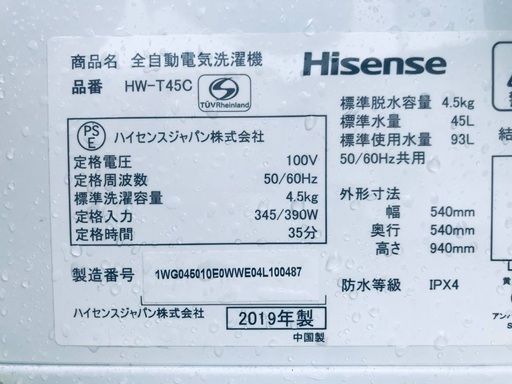 商品名 全自動電気洗濯機
品番 HW-T45C
TÜVRheinland
Hisense
標準脱水容量 4.5kg
標準水量 45L
標準使用水量 93L
50/60Hz共用
PS
E
ハイセンスジャパン株式会社
定格電圧 100V
定格周波数 50/60Hz
標準洗濯容量 4.5kg
定格入力 345/390W
定格時間 35分
外形寸法
幅 540mm
奥行 540mm
高さ 940mm
製造番号 1WG045010E0WWE04L100487
防水等級 IPX4
ハイセンスジャパン株式会社
2019年製
中国製
結
黄
アンバ